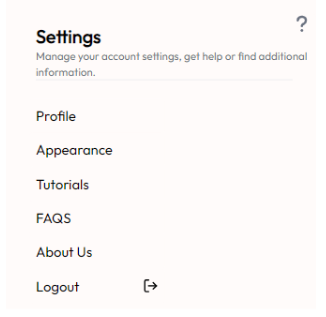 Settings
?
Manage your account settings, get help or find additional
information.
Profile
Appearance
Tutorials
FAQS
About Us
Logout